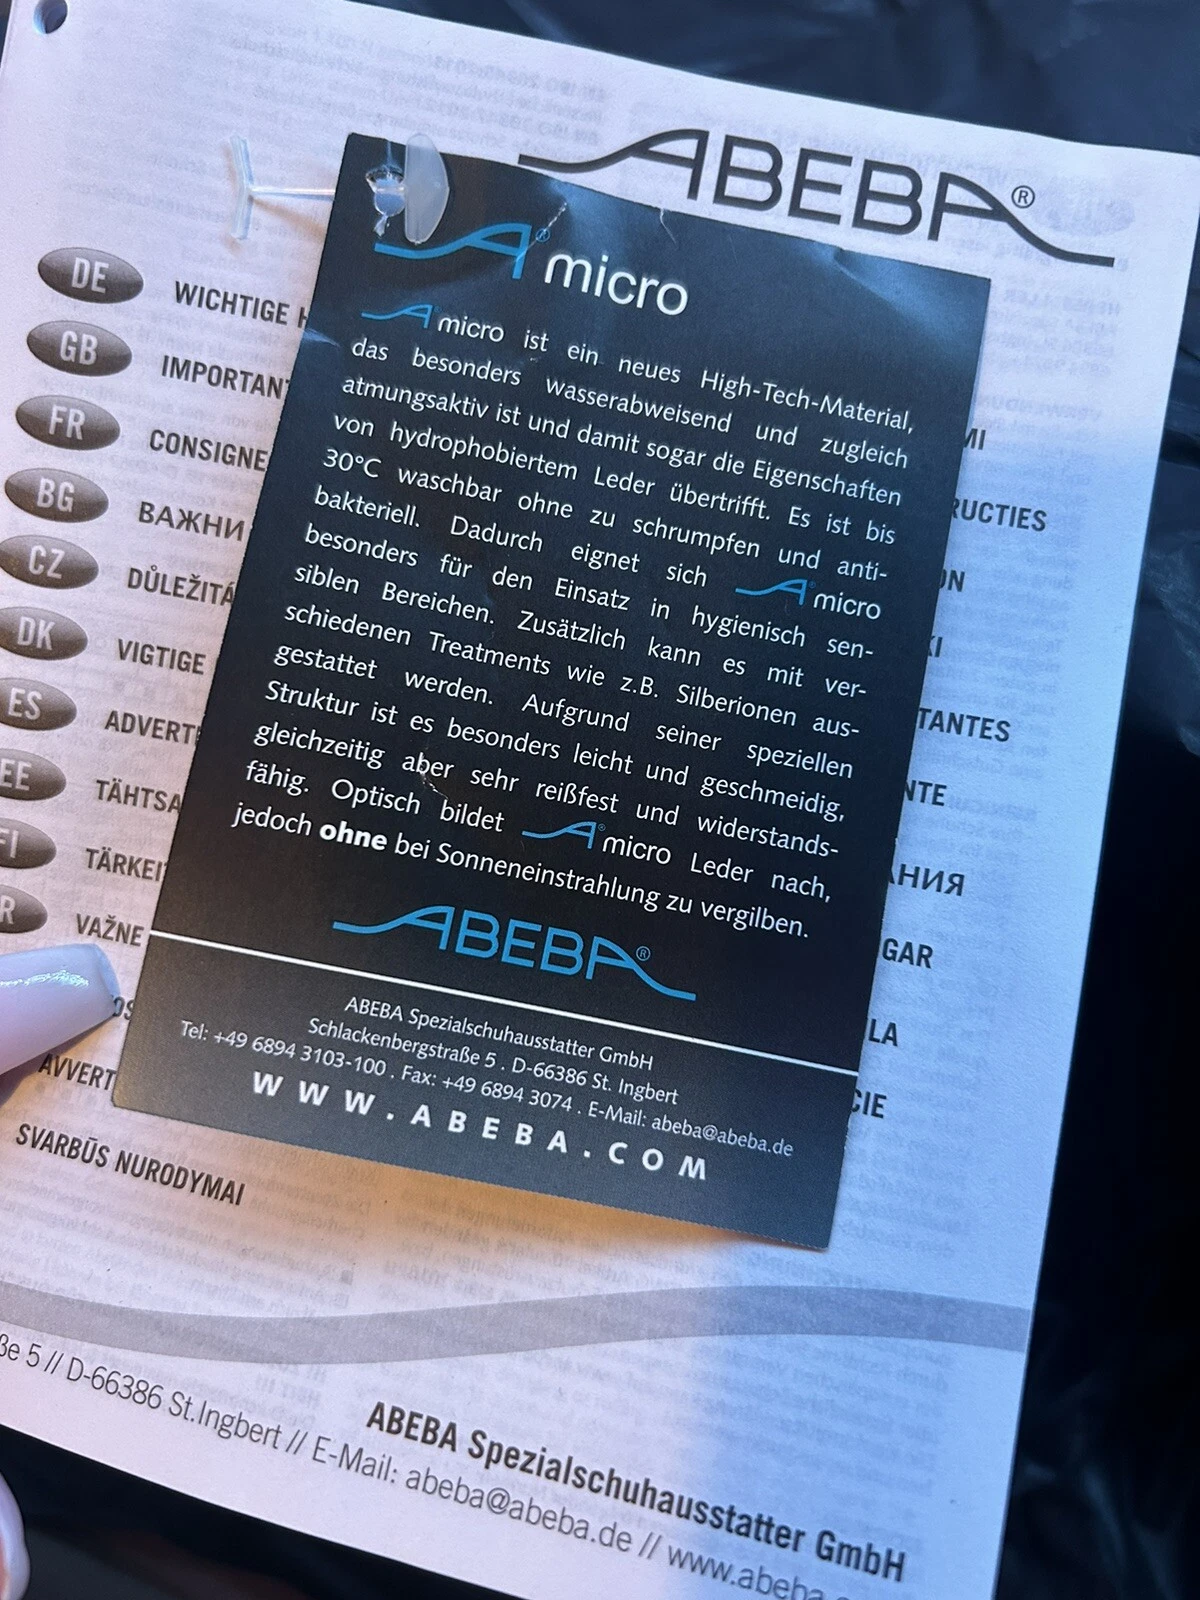 ABEBA®
DE WICHTIGE
GB IMPORTAN
FR CONSIGNE
BG ВАЖНИ
CZ DŮLEŽITÁ
DK VIGTIGE
ES ADVERT
EE TÄHTSA
FI TÄRKEI
R VAŽNE
AVVERT
SVARBŪS NURODYMAI
MI
RUCTIES
ON
KI
TANTES
NTE
АНИЯ
GAR
LA
CIE
A® micro
A micro ist ein neues High-Tech-Material,
das besonders wasserabweisend und zugleich
atmungsaktiv ist und damit sogar die Eigenschaften
von hydrophobiertem Leder übertrifft. Es ist bis
30°C waschbar ohne zu schrumpfen und anti-
bakteriell. Dadurch eignet sich A® micro
besonders für den Einsatz in hygienisch sen-
siblen Bereichen. Zusätzlich kann es mit ver-
schiedenen Treatments wie z.B. Silberionen aus-
gestattet werden. Aufgrund seiner speziellen
Struktur ist es besonders leicht und geschmeidig,
gleichzeitig aber sehr reißfest und widerstands-
fähig. Optisch bildet A® micro Leder nach,
jedoch ohne bei Sonneneinstrahlung zu vergilben.
ABEBA®
ABEBA Spezialschuhausstatter GmbH
Schlackenbergstraße 5 . D-66386 St. Ingbert
Tel: +49 6894 3103-100 . Fax: +49 6894 3074 . E-Mail: abeba@abeba.de
WWW.ABEBA.COM
ABEBA Spezialschuhausstatter GmbH
ße 5 // D-66386 St.Ingbert // E-Mail: abeba@abeba.de // www.abeba